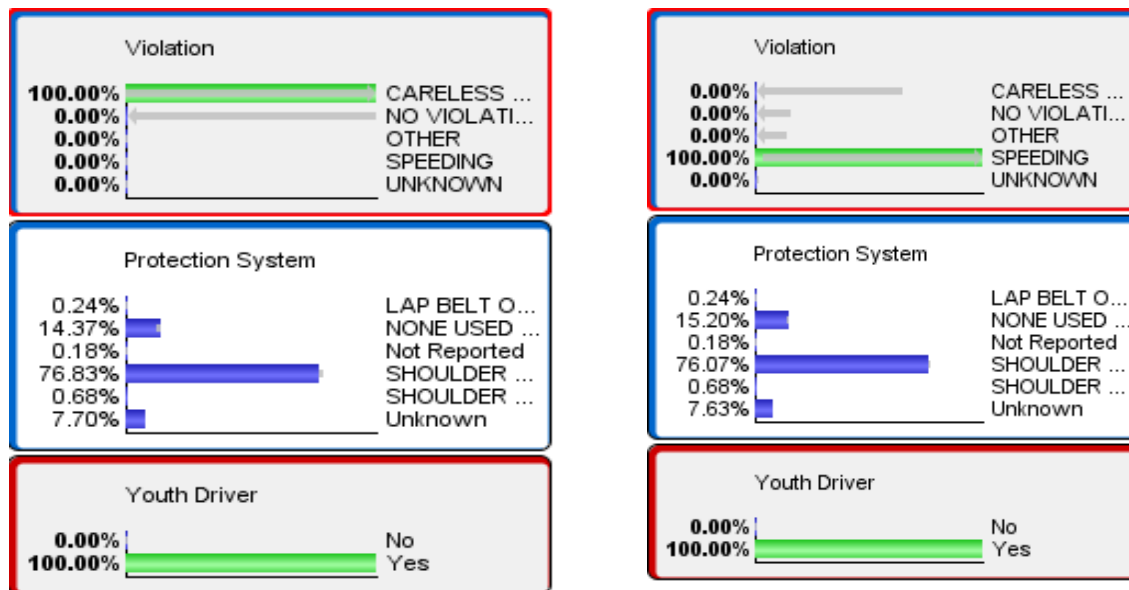 Violation
100.00% CARELESS ...
0.00% NO VIOLATI...
0.00% OTHER
0.00% SPEEDING
0.00% UNKNOWN
Protection System
0.24% LAP BELT O...
14.37% NONE USED ...
0.18% Not Reported
76.83% SHOULDER ...
0.68% SHOULDER ...
7.70% Unknown
Youth Driver
0.00% No
100.00% Yes
Violation
0.00% CARELESS ...
0.00% NO VIOLATI...
0.00% OTHER
100.00% SPEEDING
0.00% UNKNOWN
Protection System
0.24% LAP BELT O...
15.20% NONE USED ...
0.18% Not Reported
76.07% SHOULDER ...
0.68% SHOULDER ...
7.63% Unknown
Youth Driver
0.00% No
100.00% Yes